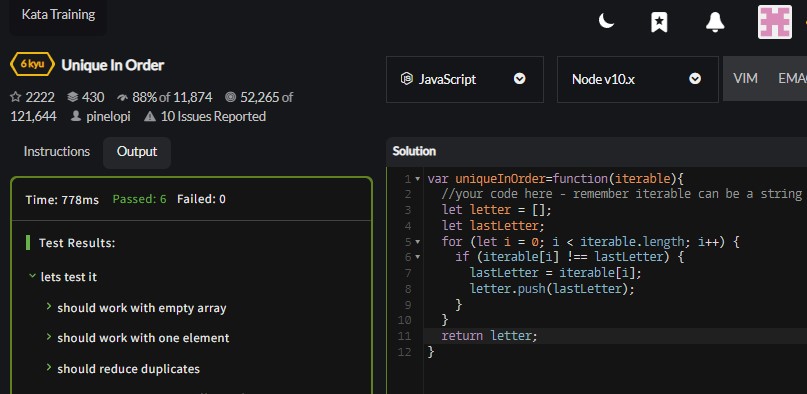 Kata Training
6 kyu Unique In Order
2222 430 88% of 11,874 52,265 of
121,644 pinelopi 10 Issues Reported
JavaScript
Node v10.x
VIM
EMA
Instructions Output
Time: 778ms Passed: 6 Failed: 0
Test Results:
lets test it
should work with empty array
should work with one element
should reduce duplicates
Solution
1 var uniqueInOrder=function(iterable){
2 //your code here - remember iterable can be a string
3 let letter = [];
4 let lastLetter;
5 for (let i = 0; i < iterable.length; i++) {
6 if (iterable[i] !== lastLetter) {
7 lastLetter = iterable[i];
8 letter.push(lastLetter);
9 }
10 }
11 return letter;
12 }